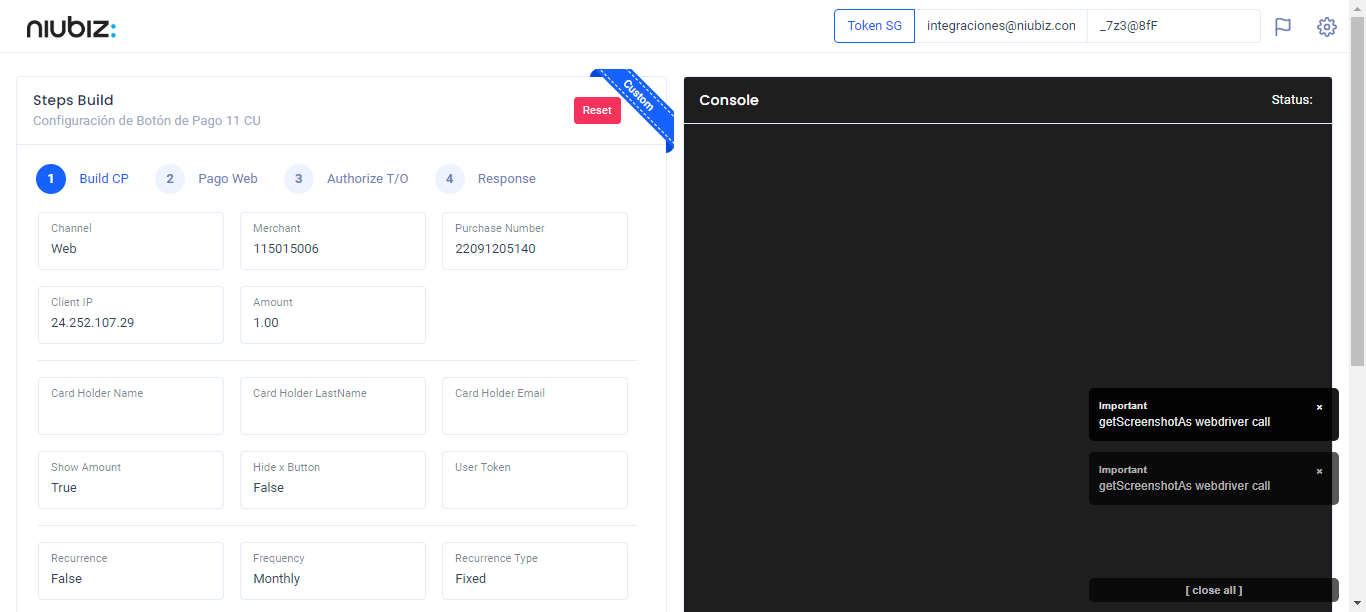 niubiz:
Token SG
integraciones@niubiz.con
_7z3@8fF
Steps Build
Configuración de Botón de Pago 11 CU
Reset
Custom
1 Build CP
2 Pago Web
3 Authorize T/O
4 Response
Channel
Web
Merchant
115015006
Purchase Number
22091205140
Client IP
24.252.107.29
Amount
1.00
Card Holder Name
Card Holder LastName
Card Holder Email
Show Amount
True
Hide x Button
False
User Token
Recurrence
False
Frequency
Monthly
Recurrence Type
Fixed
Console
Status:
Important ×
getScreenshotAs webdriver call
Important ×
getScreenshotAs webdriver call
[ close all ]